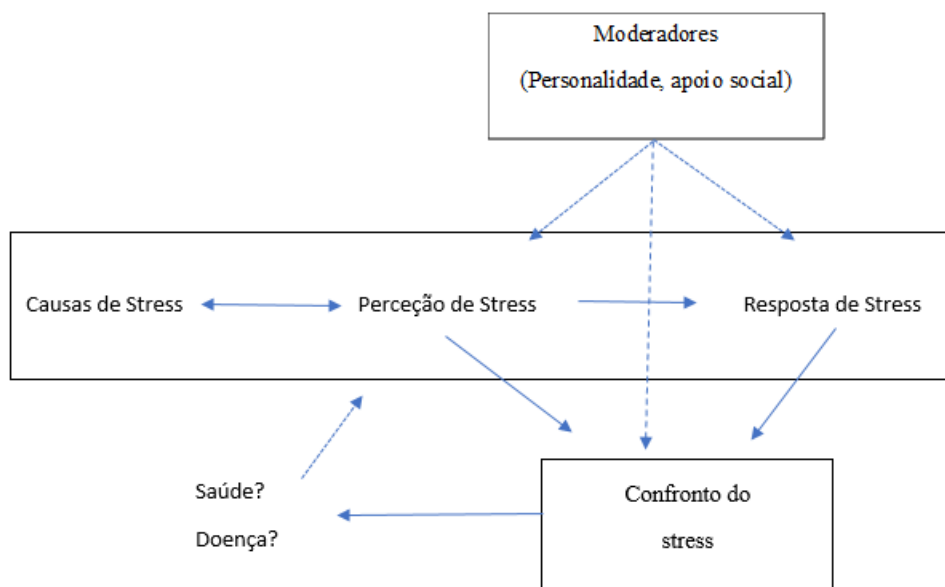 Moderadores
(Personalidade, apoio social)
Causas de Stress
Perceção de Stress
Resposta de Stress
Saúde?
Doença?
Confronto do
stress